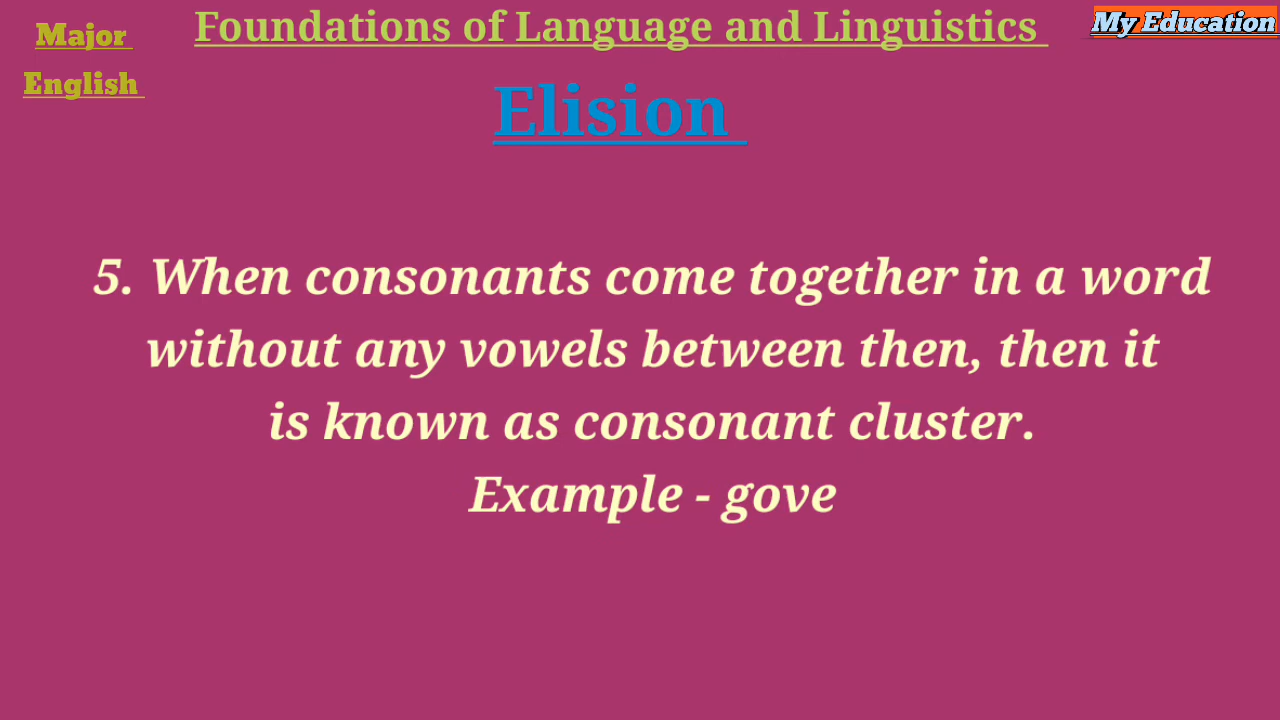 Major
English
Foundations of Language and Linguistics
My Education
Elision
5. When consonants come together in a word
without any vowels between then, then it
is known as consonant cluster.
Example - gove